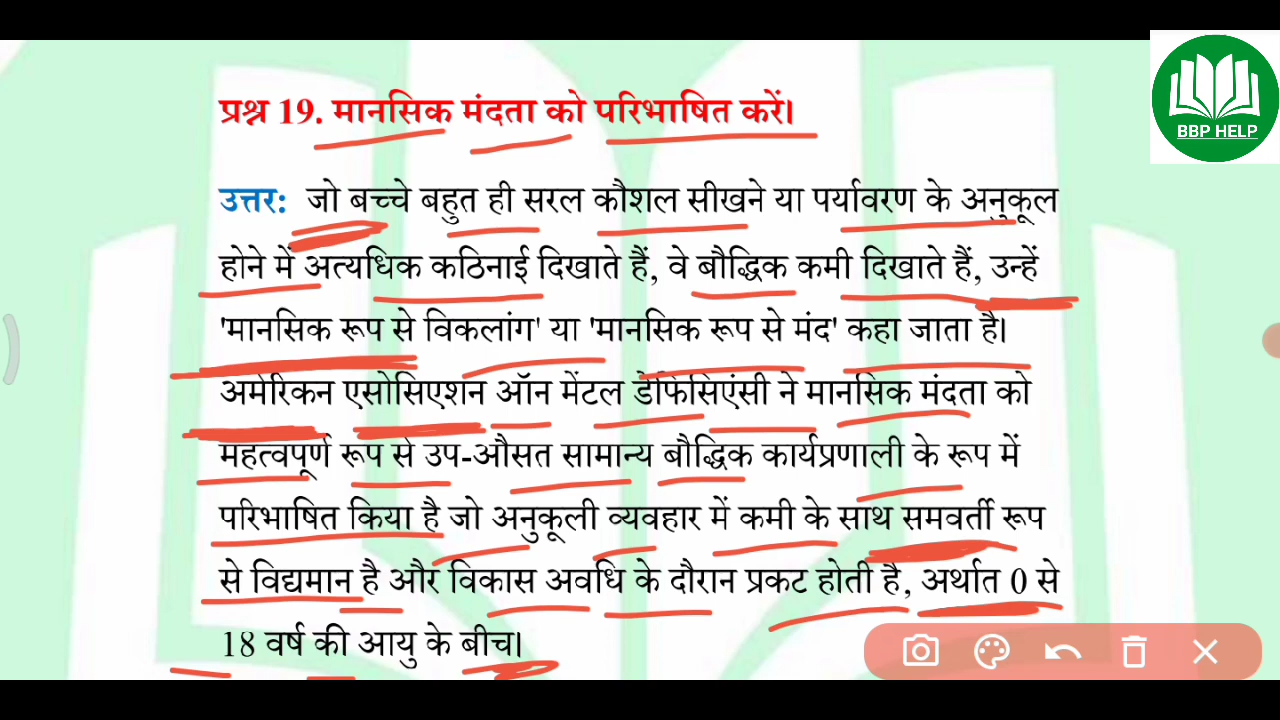 BBP HELP
प्रश्न 19. मानसिक मंदता को परिभाषित करें।
उत्तर: जो बच्चे बहुत ही सरल कौशल सीखने या पर्यावरण के अनुकूल
होने में अत्यधिक कठिनाई दिखाते हैं, वे बौद्धिक कमी दिखाते हैं, उन्हें
'मानसिक रूप से विकलांग' या 'मानसिक रूप से मंद' कहा जाता है।
अमेरिकन एसोसिएशन ऑन मेंटल डेफिसिएंसी ने मानसिक मंदता को
महत्वपूर्ण रूप से उप-औसत सामान्य बौद्धिक कार्यप्रणाली के रूप में
परिभाषित किया है जो अनुकूली व्यवहार में कमी के साथ समवर्ती रूप
से विद्यमान है और विकास अवधि के दौरान प्रकट होती है, अर्थात 0 से
18 वर्ष की आयु के बीच।